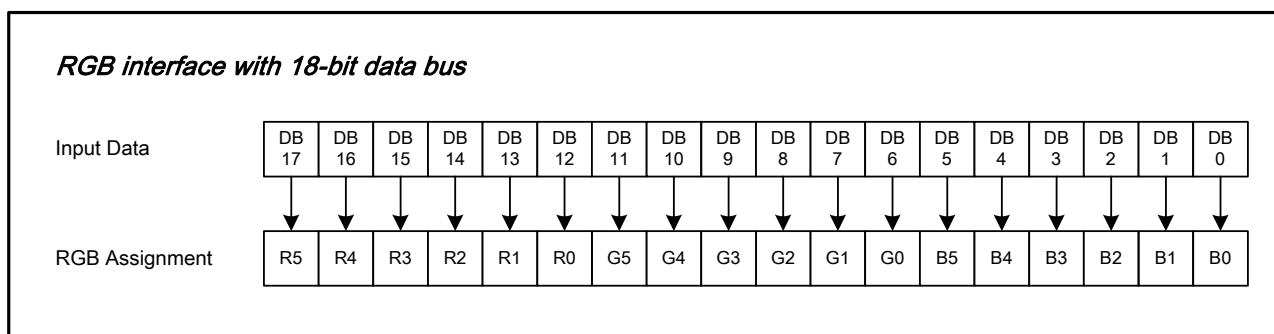 RGB interface with 18-bit data bus
Input Data DB 17 DB 16 DB 15 DB 14 DB 13 DB 12 DB 11 DB 10 DB 9 DB 8 DB 7 DB 6 DB 5 DB 4 DB 3 DB 2 DB 1 DB 0
RGB Assignment R5 R4 R3 R2 R1 R0 G5 G4 G3 G2 G1 G0 B5 B4 B3 B2 B1 B0